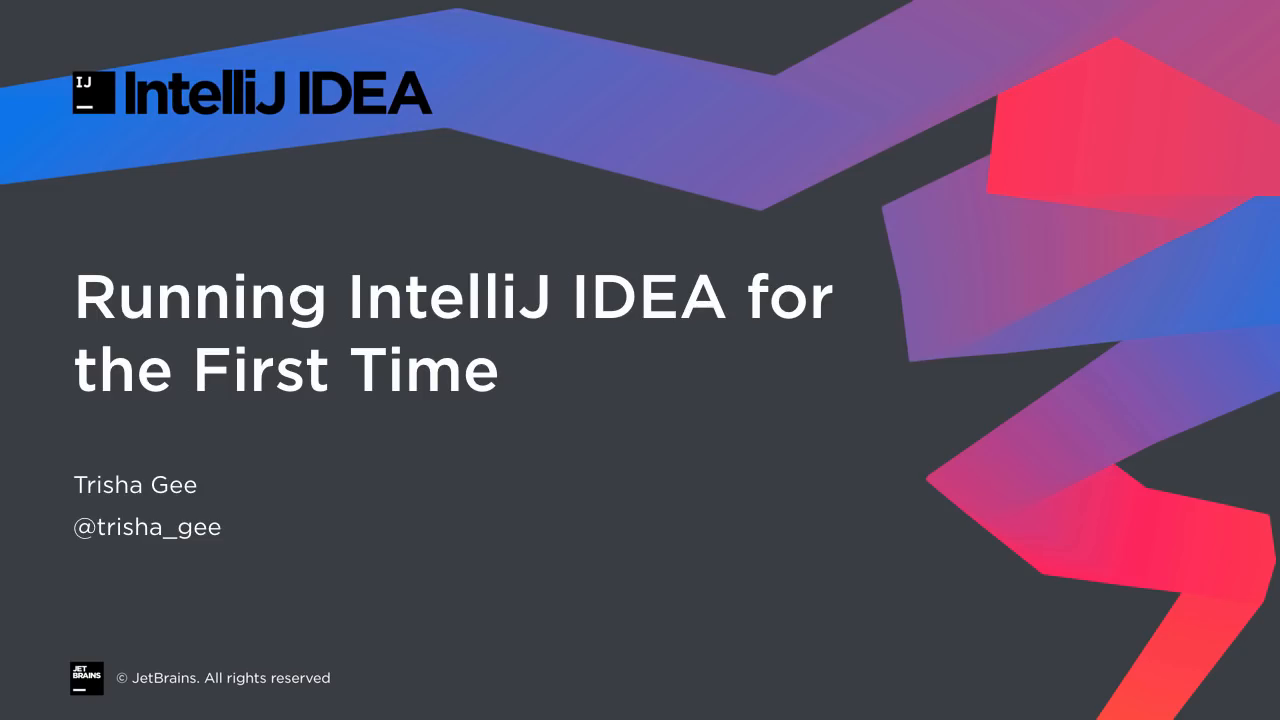 IJ IntelliJ IDEA
Running IntelliJ IDEA for
the First Time
Trisha Gee
@trisha_gee
JET
BRAINS
© JetBrains. All rights reserved